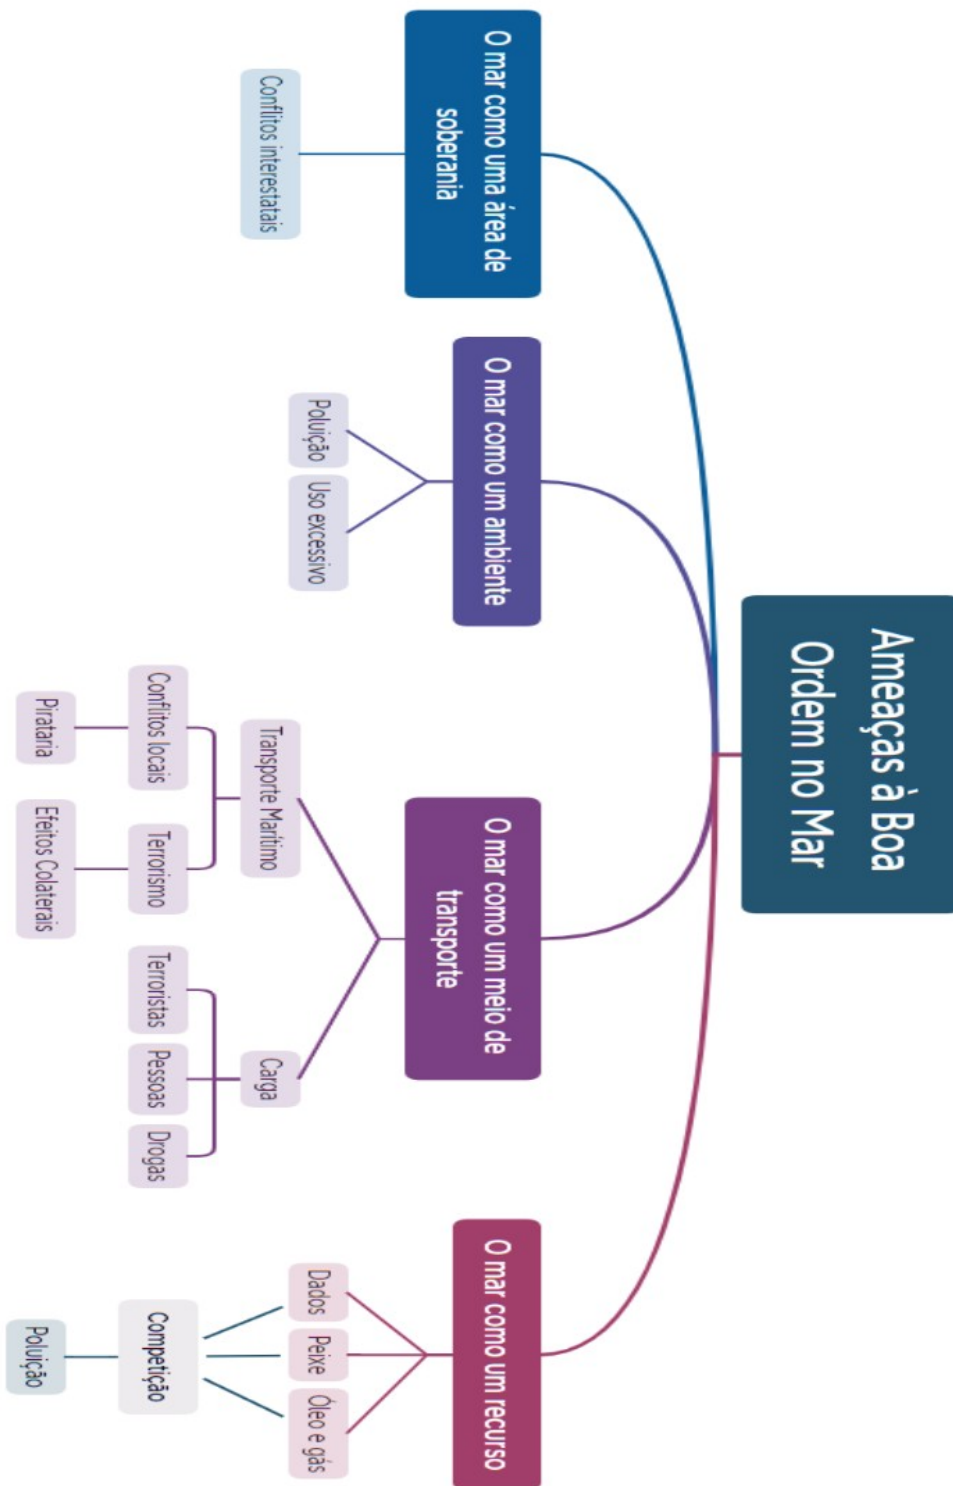 Ameaças à Boa
Ordem no Mar
O mar como uma área de
soberania
Conflitos interestatais
O mar como um ambiente
Poluição
Uso excessivo
O mar como um meio de
transporte
Transporte Marítimo
Conflitos locais
Pirataria
Terrorismo
Efeitos Colaterais
Carga
Terroristas
Pessoas
Drogas
O mar como um recurso
Dados
Peixe
Óleo e gás
Competição
Poluição